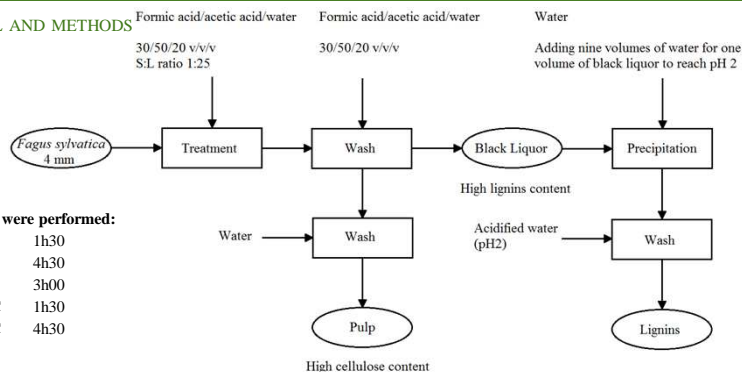 AND METHODS
Formic acid/acetic acid/water
30/50/20 v/v/v
S:L ratio 1:25
Formic acid/acetic acid/water
30/50/20 v/v/v
Water
Adding nine volumes of water for one
volume of black liquor to reach pH 2
Fagus sylvatica
4 mm
Treatment
Wash
Black Liquor
Precipitation
High lignins content
were performed:
1h30
4h30
3h00
1h30
4h30
Water
Wash
Acidified water
(pH2)
Wash
Pulp
Lignins
High cellulose content